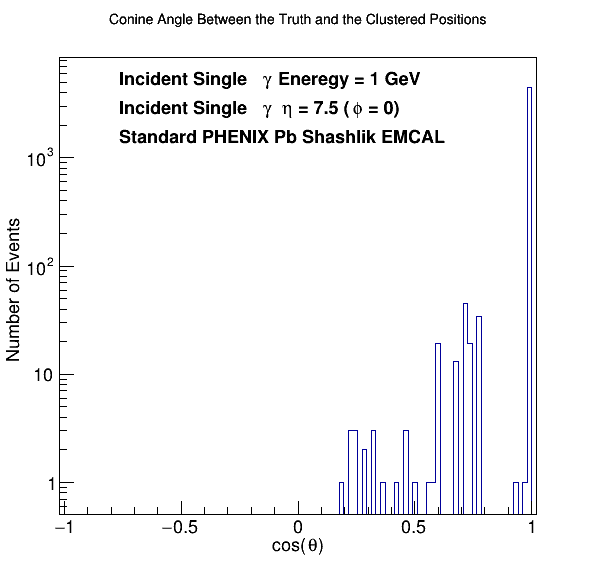 Conine Angle Between the Truth and the Clustered Positions
Incident Single γ Eneregy = 1 GeV
Incident Single γ η = 7.5 ( ϕ = 0)
Standard PHENIX Pb Shashlik EMCAL
Number of Events
10³
10²
10
1
−1 −0.5 0 0.5 1
cos(θ)